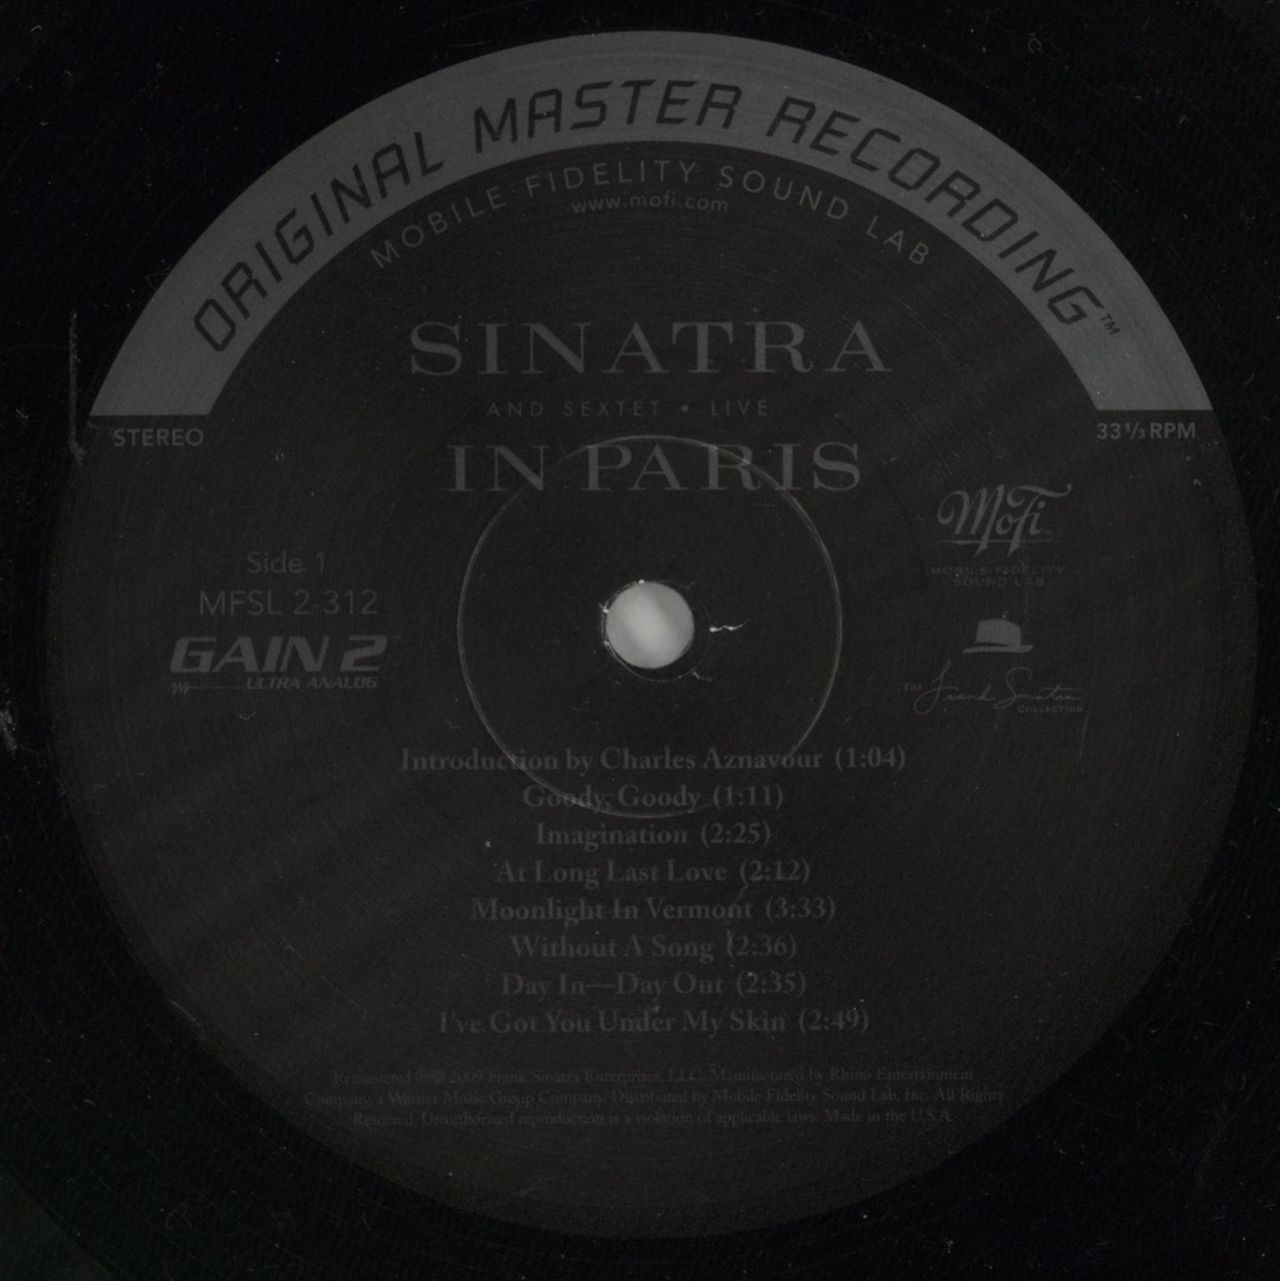 ORIGINAL MASTER RECORDING™
MOBILE FIDELITY SOUND LAB
www.mofi.com
SINATRA
AND SEXTET • LIVE
IN PARIS
STEREO
33⅓ RPM
MoFi
MOBILE FIDELITY
SOUND LAB
Side 1
MFSL 2-312
GAIN 2™
ULTRA ANALOG
THE Frank Sinatra
COLLECTION
Introduction by Charles Aznavour (1:04)
Goody, Goody (1:11)
Imagination (2:25)
At Long Last Love (2:12)
Moonlight In Vermont (3:33)
Without A Song (2:36)
Day In—Day Out (2:35)
I've Got You Under My Skin (2:49)
Remastered ℗© 2009 Frank Sinatra Enterprises, LLC. Manufactured by Rhino Entertainment
Company, a Warner Music Group Company. Distributed by Mobile Fidelity Sound Lab, Inc. All Rights
Reserved. Unauthorized reproduction is a violation of applicable laws. Made in the U.S.A.